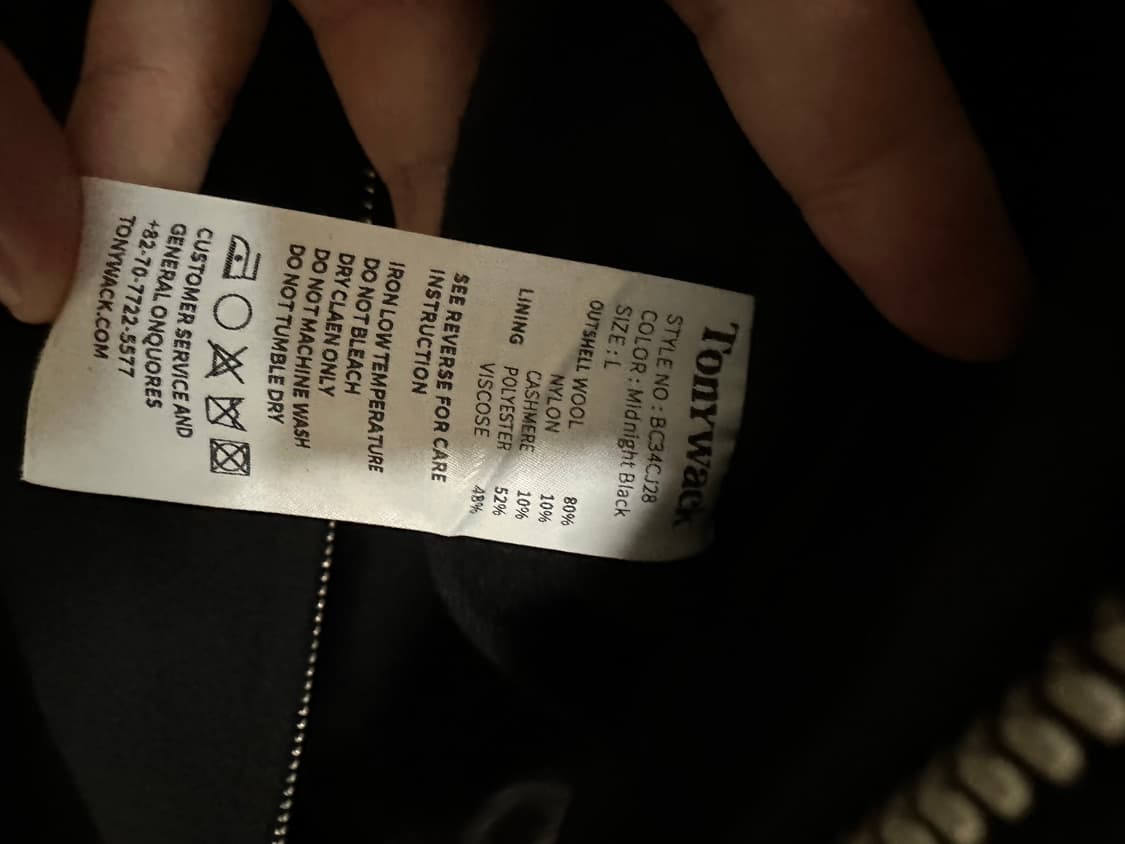 Tonywack
STYLE NO : BC34CJ28
COLOR : Midnight Black
SIZE : L
OUTSHELL WOOL 80%
NYLON 10%
CASHMERE 10%
LINING POLYESTER 52%
VISCOSE 48%
SEE REVERSE FOR CARE
INSTRUCTION
IRON LOW TEMPERATURE
DO NOT BLEACH
DRY CLAEN ONLY
DO NOT MACHINE WASH
DO NOT TUMBLE DRY
CUSTOMER SERVICE AND
GENERAL ONQUORES
+82-70-7722-5577
TONYWACK.COM